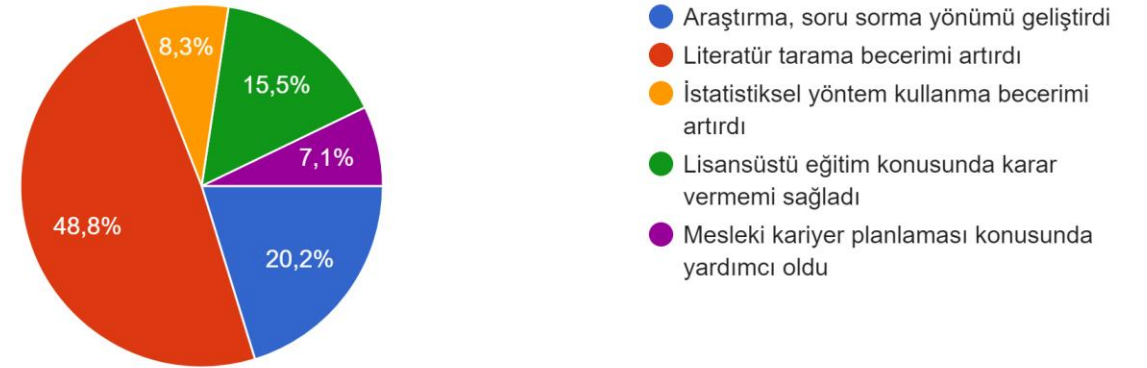 8,3%
15,5%
7,1%
48,8%
20,2%
Araştırma, soru sorma yönümü geliştirdi
Literatür tarama becerimi artırdı
İstatistiksel yöntem kullanma becerimi
artırdı
Lisansüstü eğitim konusunda karar
vermemi sağladı
Mesleki kariyer planlaması konusunda
yardımcı oldu